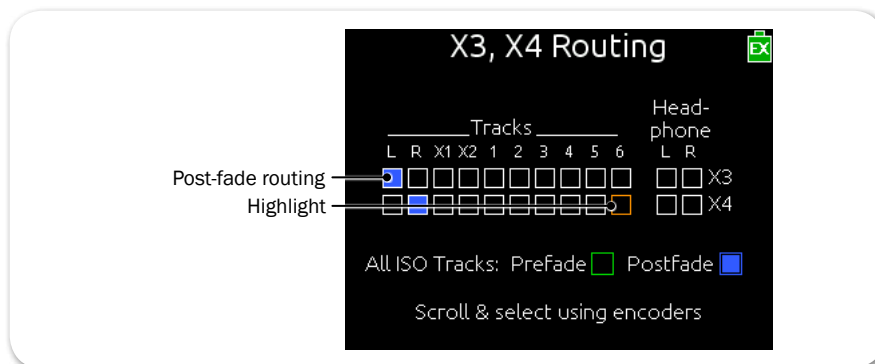 X3, X4 Routing
EX
Head-
phone
Tracks
L R X1 X2 1 2 3 4 5 6 L R
Post-fade routing
X3
Highlight
X4
All ISO Tracks: Prefade Postfade
Scroll & select using encoders